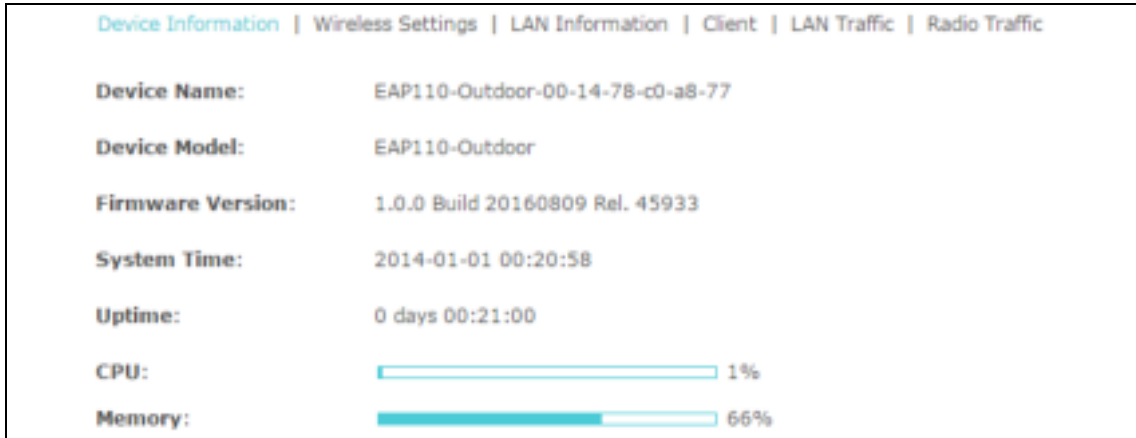 Device Information | Wireless Settings | LAN Information | Client | LAN Traffic | Radio Traffic
Device Name: EAP110-Outdoor-00-14-78-c0-a8-77
Device Model: EAP110-Outdoor
Firmware Version: 1.0.0 Build 20160809 Rel. 45933
System Time: 2014-01-01 00:20:58
Uptime: 0 days 00:21:00
CPU: 1%
Memory: 66%